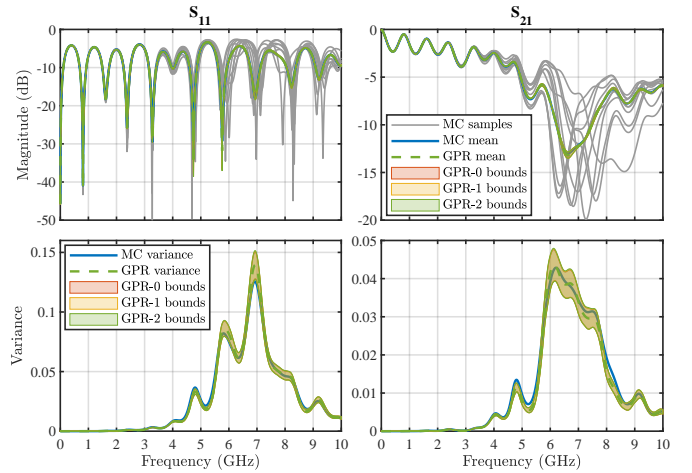 S11
S21
0
-10
-20
-30
-40
-50
Magnitude (dB)
0
-5
-10
-15
-20
MC samples
MC mean
GPR mean
GPR-0 bounds
GPR-1 bounds
GPR-2 bounds
0.15
0.1
0.05
0
Variance
MC variance
GPR variance
GPR-0 bounds
GPR-1 bounds
GPR-2 bounds
0 1 2 3 4 5 6 7 8 9 10
Frequency (GHz)
0.05
0.04
0.03
0.02
0.01
0
0 1 2 3 4 5 6 7 8 9 10
Frequency (GHz)